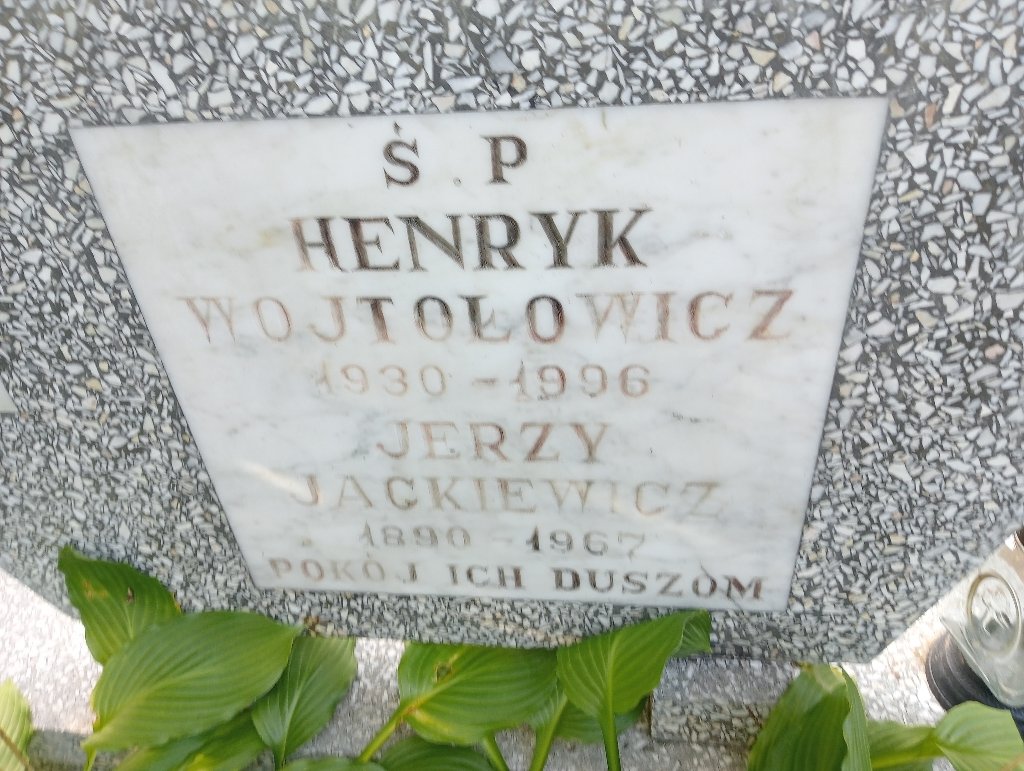 Ś.P
HENRYK
WOJTOŁOWICZ
1930 - 1996
JERZY
JACKIEWICZ
1890 - 1967
POKÓJ ICH DUSZOM